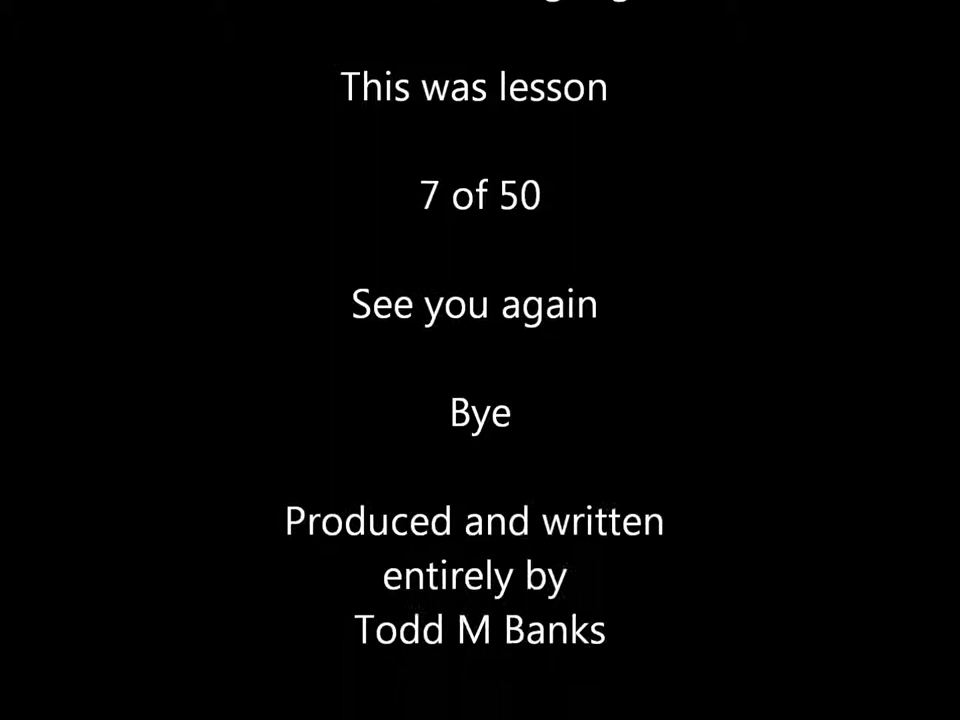 This was lesson
7 of 50
See you again
Bye
Produced and written
entirely by
Todd M Banks